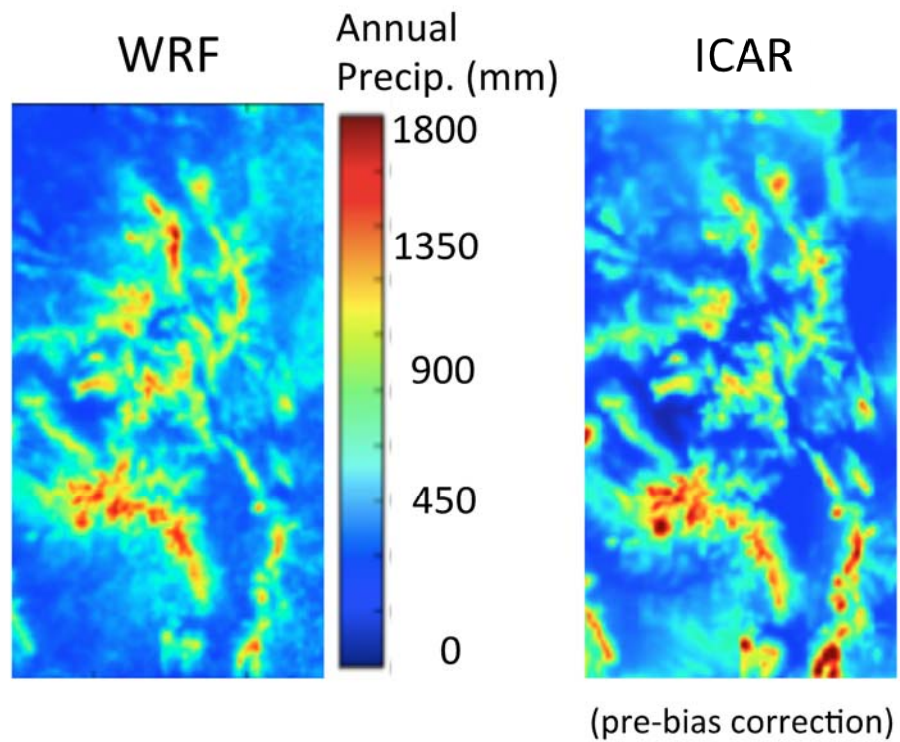 WRF
Annual
Precip. (mm)
ICAR
1800
1350
900
450
0
(pre-bias correction)